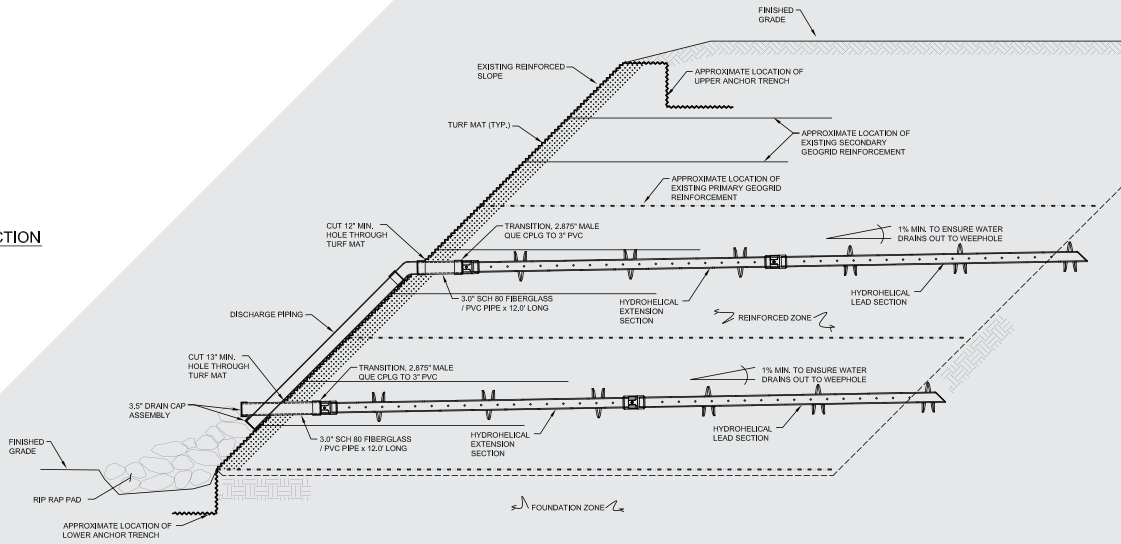 FINISHED
GRADE
EXISTING REINFORCED
SLOPE
APPROXIMATE LOCATION OF
UPPER ANCHOR TRENCH
TURF MAT (TYP.)
APPROXIMATE LOCATION OF
EXISTING SECONDARY
GEOGRID REINFORCEMENT
APPROXIMATE LOCATION OF
EXISTING PRIMARY GEOGRID
REINFORCEMENT
CTION
CUT 12" MIN.
HOLE THROUGH
TURF MAT
TRANSITION, 2.875" MALE
QUE CPLG TO 3" PVC
1% MIN. TO ENSURE WATER
DRAINS OUT TO WEEPHOLE
3.0" SCH 80 FIBERGLASS
/ PVC PIPE x 12.0' LONG
HYDROHELICAL
EXTENSION
SECTION
HYDROHELICAL
LEAD SECTION
DISCHARGE PIPING
REINFORCED ZONE
CUT 13" MIN.
HOLE THROUGH
TURF MAT
TRANSITION, 2.875" MALE
QUE CPLG TO 3" PVC
1% MIN. TO ENSURE WATER
DRAINS OUT TO WEEPHOLE
3.5" DRAIN CAP
ASSEMBLY
3.0" SCH 80 FIBERGLASS
/ PVC PIPE x 12.0' LONG
HYDROHELICAL
EXTENSION
SECTION
HYDROHELICAL
LEAD SECTION
FINISHED
GRADE
RIP RAP PAD
FOUNDATION ZONE
APPROXIMATE LOCATION OF
LOWER ANCHOR TRENCH